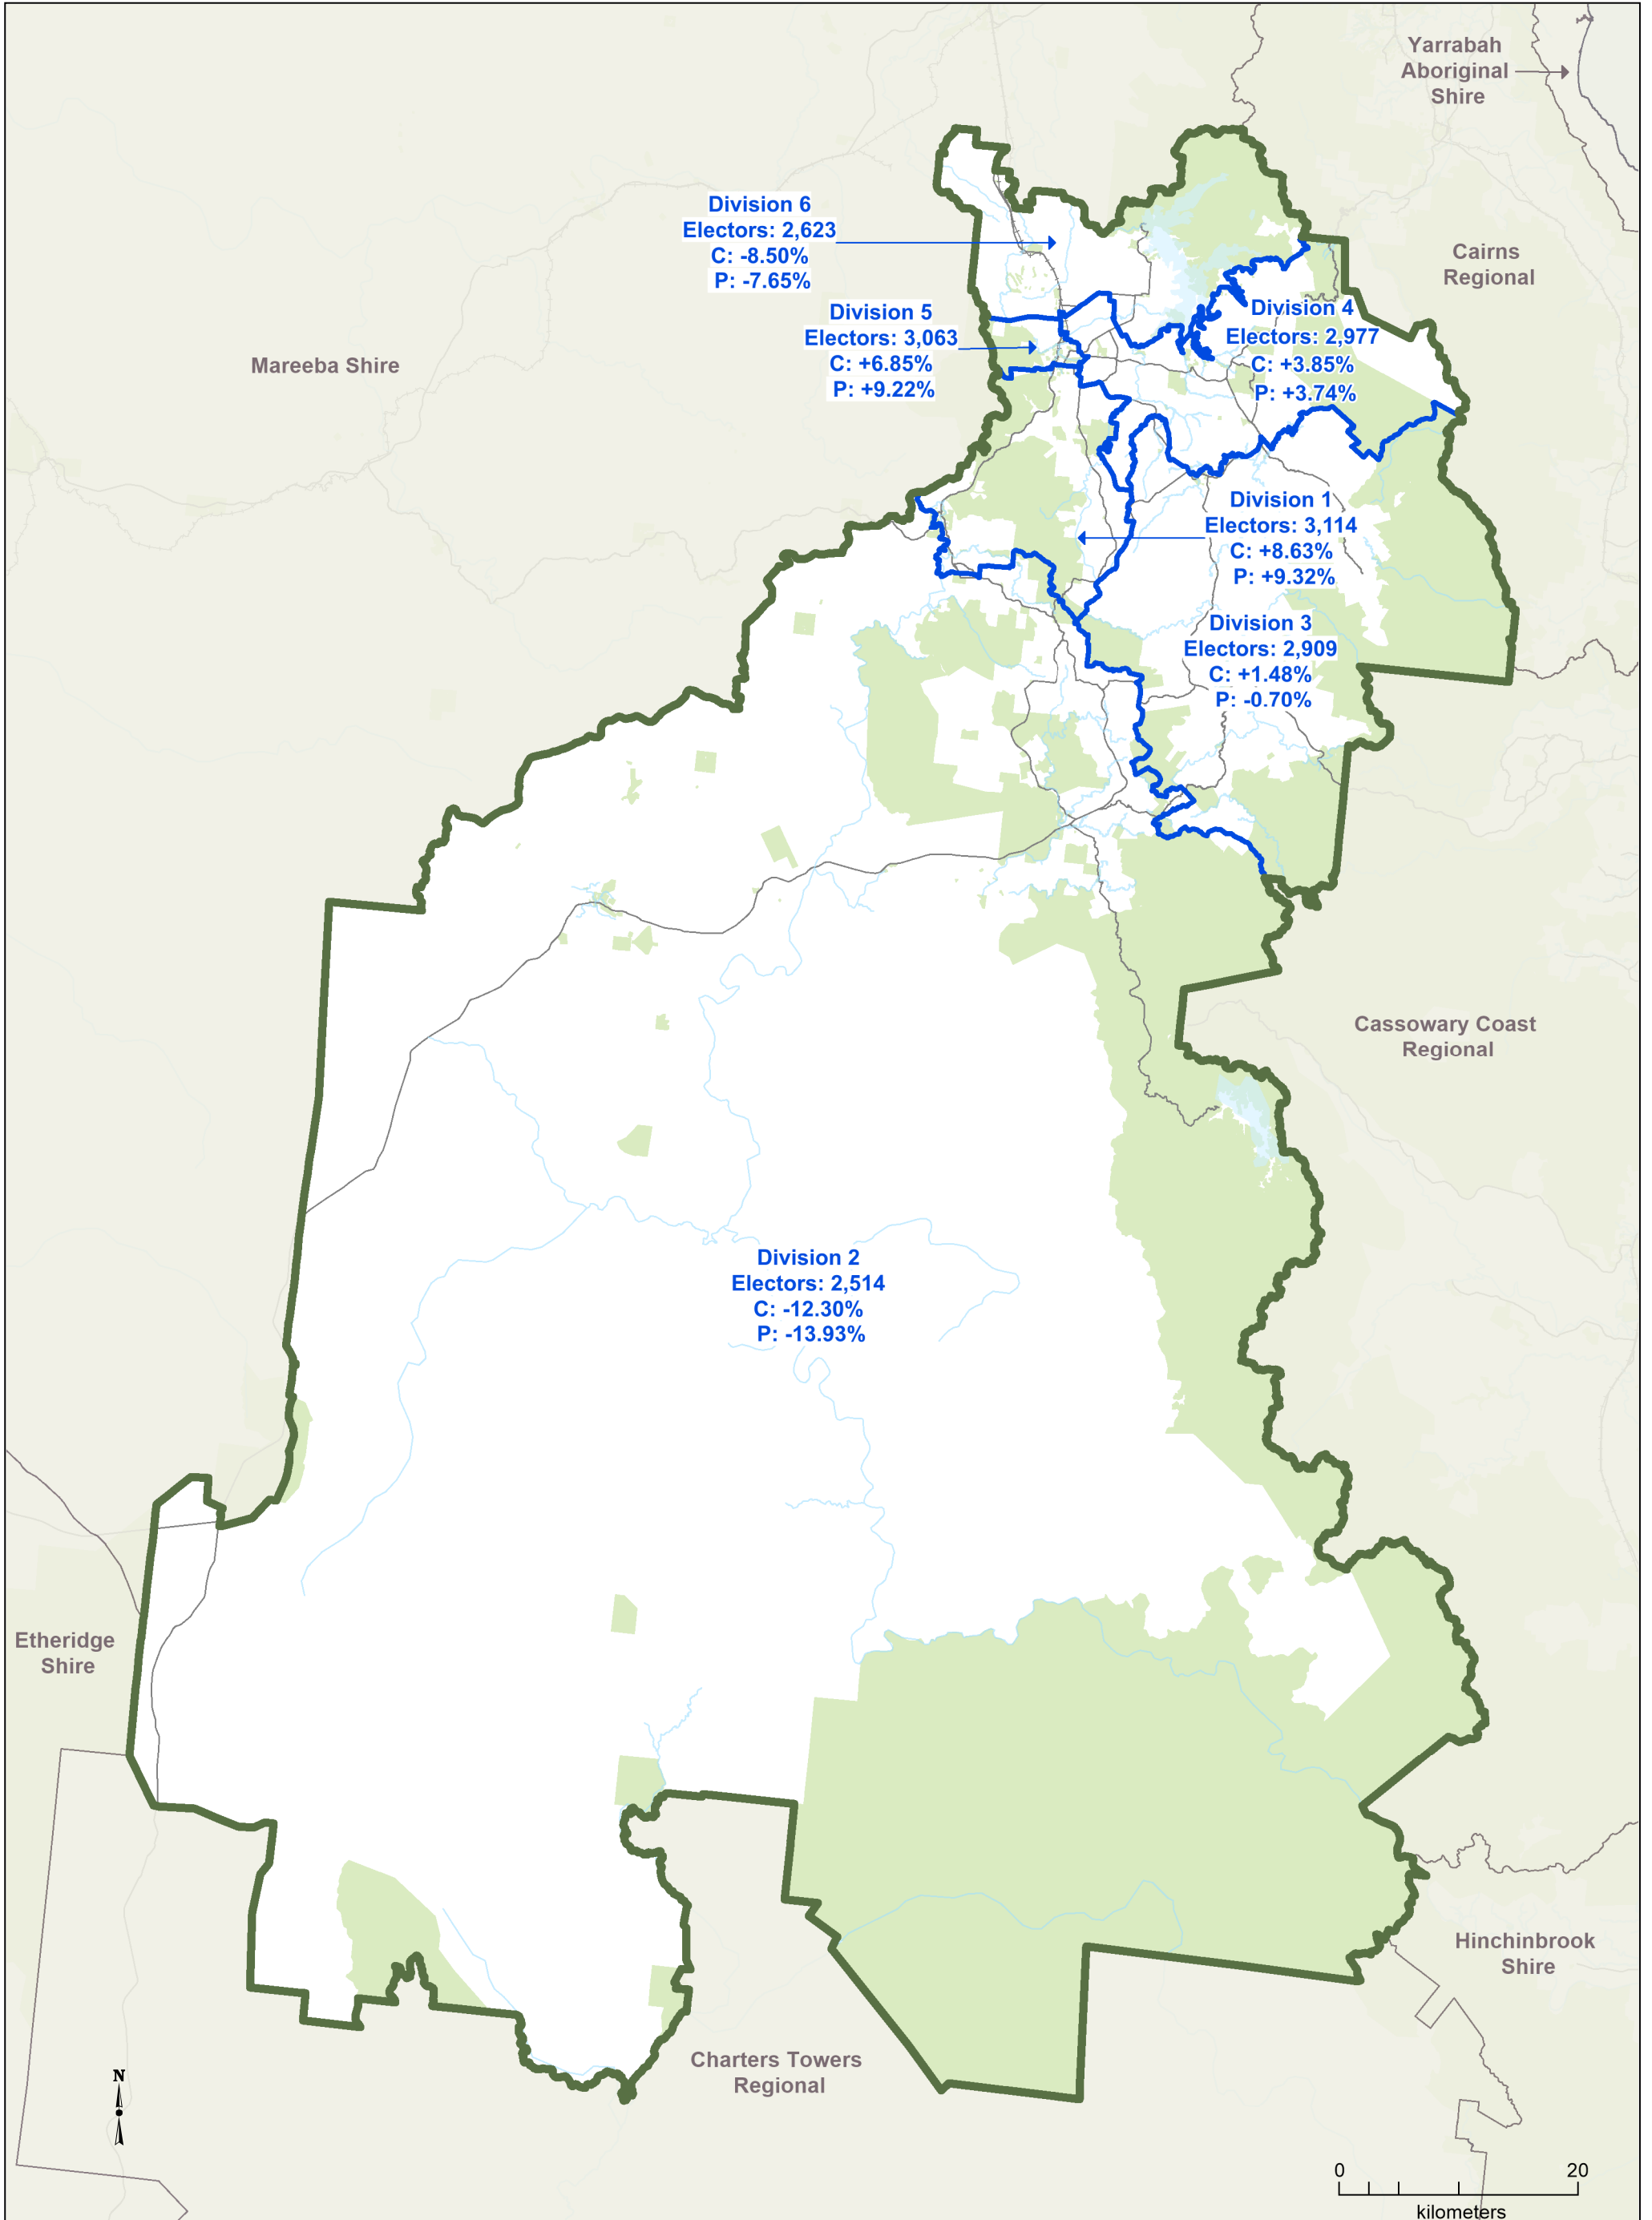 Yarrabah
Aboriginal
Shire
Division 6
Electors: 2,623
C: -8.50%
P: -7.65%
Cairns
Regional
Division 5
Electors: 3,063
C: +6.85%
P: +9.22%
Division 4
Electors: 2,977
C: +3.85%
P: +3.74%
Mareeba Shire
Division 1
Electors: 3,114
C: +8.63%
P: +9.32%
Division 3
Electors: 2,909
C: +1.48%
P: -0.70%
Cassowary Coast
Regional
Division 2
Electors: 2,514
C: -12.30%
P: -13.93%
Etheridge
Shire
Hinchinbrook
Shire
Charters Towers
Regional
N
0 20
kilometers